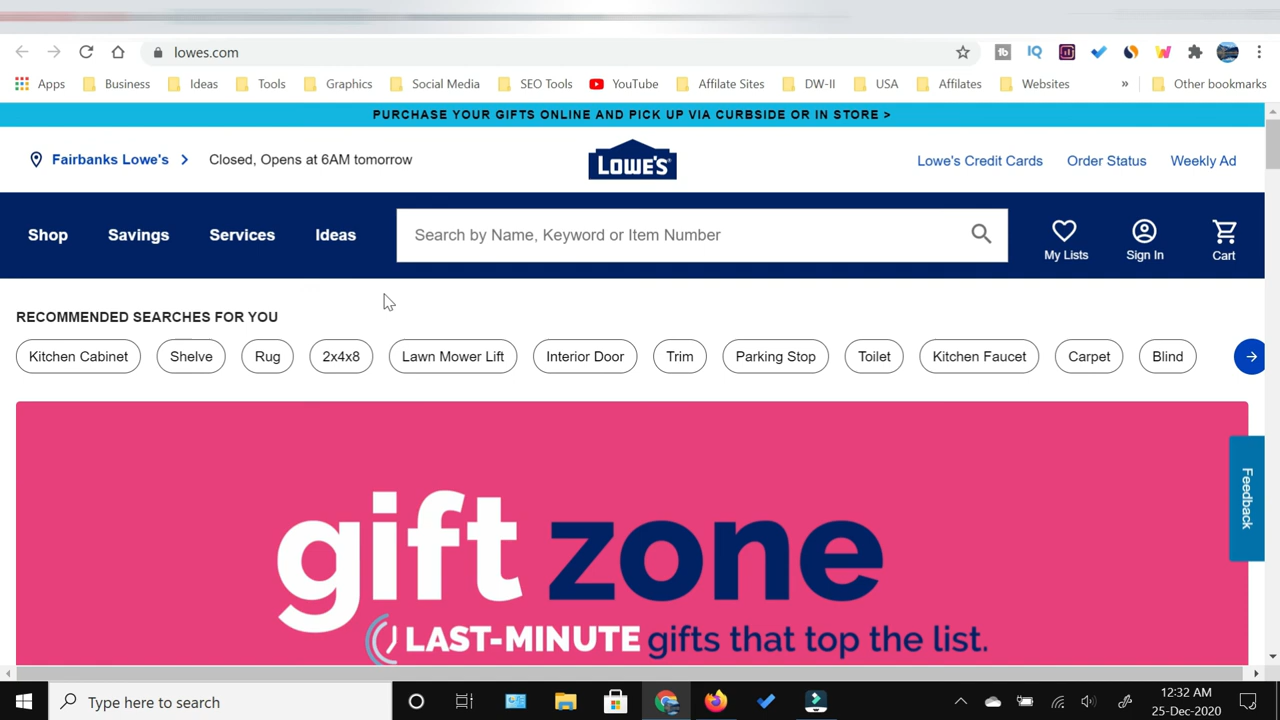 lowes.com
Apps Business Ideas Tools Graphics Social Media SEO Tools YouTube Affilate Sites DW-II USA Affilates Websites » Other bookmarks
PURCHASE YOUR GIFTS ONLINE AND PICK UP VIA CURBSIDE OR IN STORE >
Fairbanks Lowe's Closed, Opens at 6AM tomorrow LOWE'S Lowe's Credit Cards Order Status Weekly Ad
Shop Savings Services Ideas Search by Name, Keyword or Item Number My Lists Sign In Cart
RECOMMENDED SEARCHES FOR YOU
Kitchen Cabinet Shelve Rug 2x4x8 Lawn Mower Lift Interior Door Trim Parking Stop Toilet Kitchen Faucet Carpet Blind
Feedback
gift zone
LAST-MINUTE gifts that top the list.
Type here to search
12:32 AM
25-Dec-2020